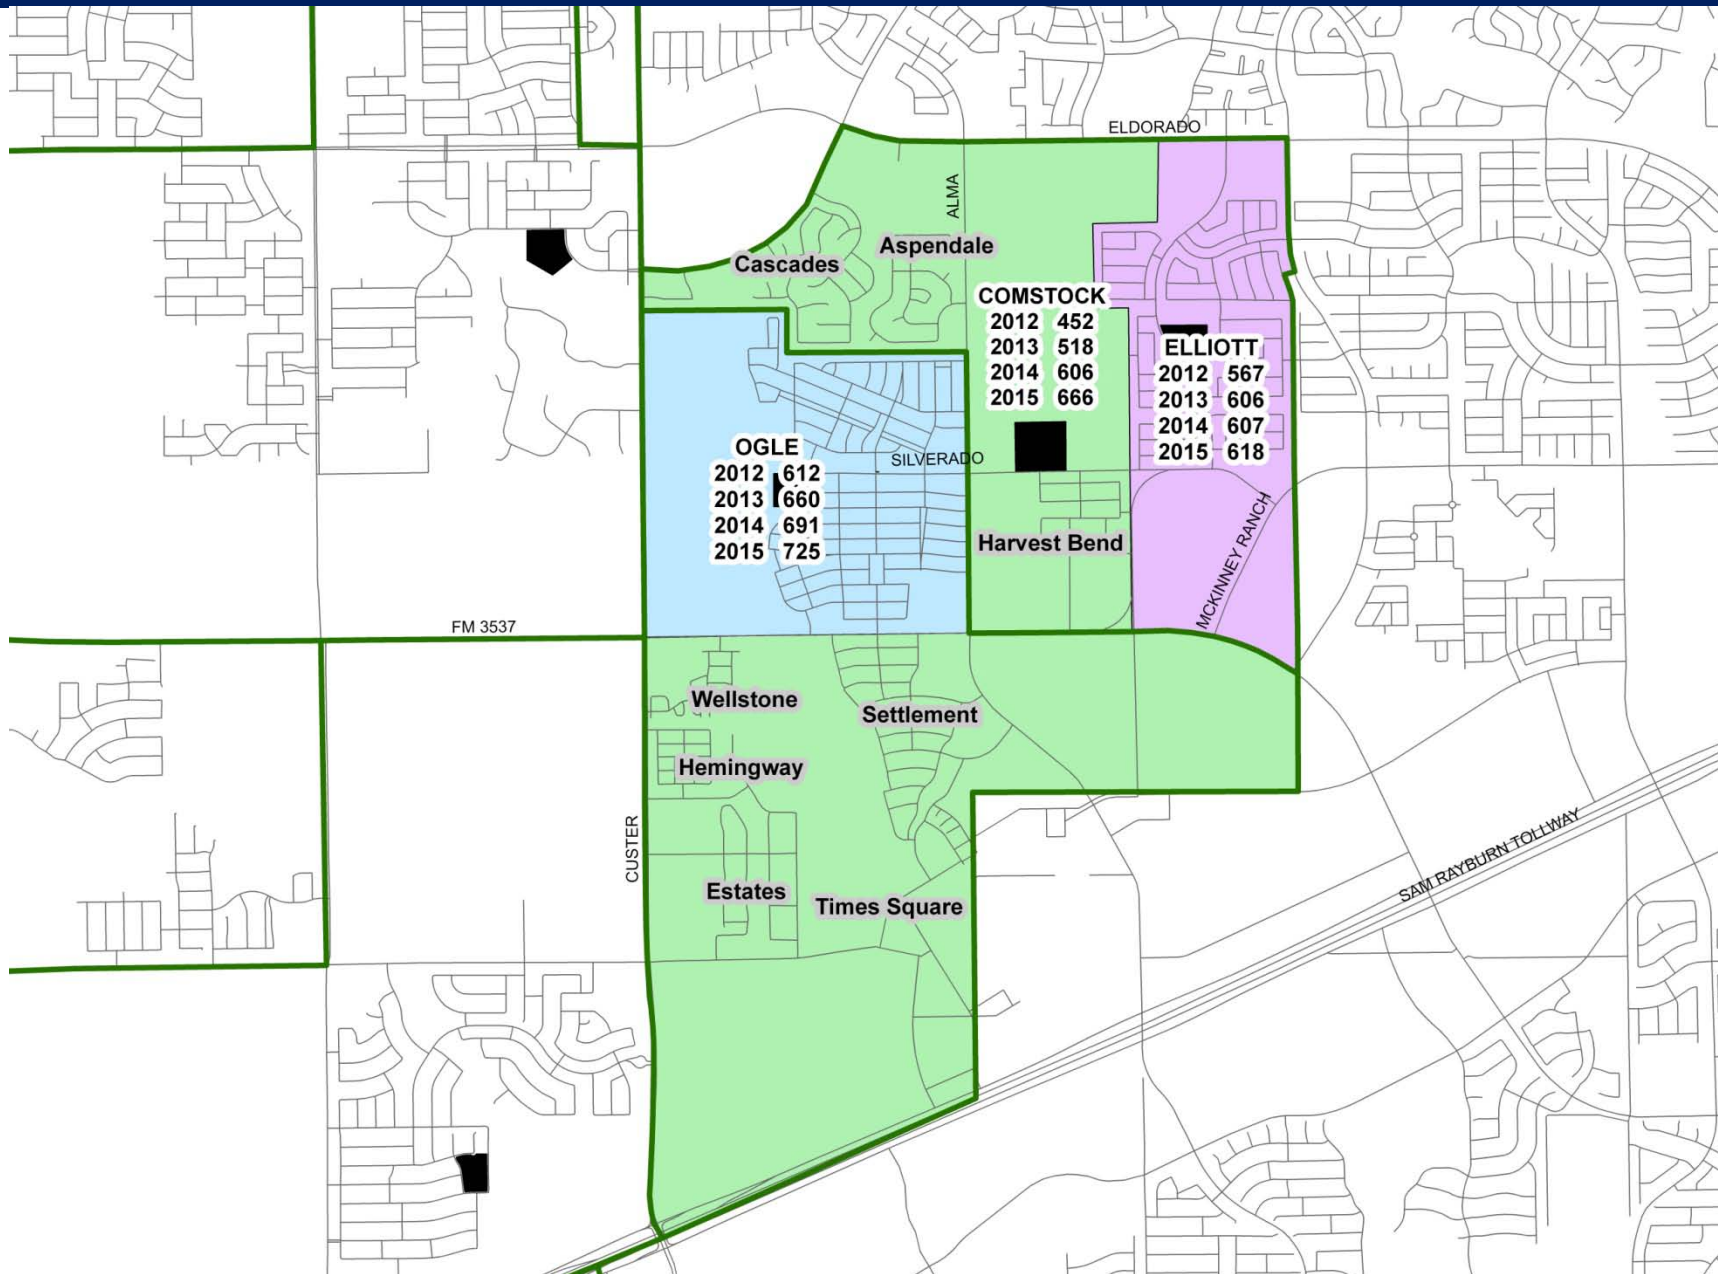 ELDORADO
ALMA
Aspendale
Cascades
COMSTOCK
2012 452
2013 518
2014 606
2015 666
ELLIOTT
2012 567
2013 606
2014 607
2015 618
OGLE
2012 612
2013 660
2014 691
2015 725
SILVERADO
Harvest Bend
MCKINNEY RANCH
FM 3537
Wellstone
Settlement
Hemingway
CUSTER
Estates
Times Square
SAM RAYBURN TOLLWAY